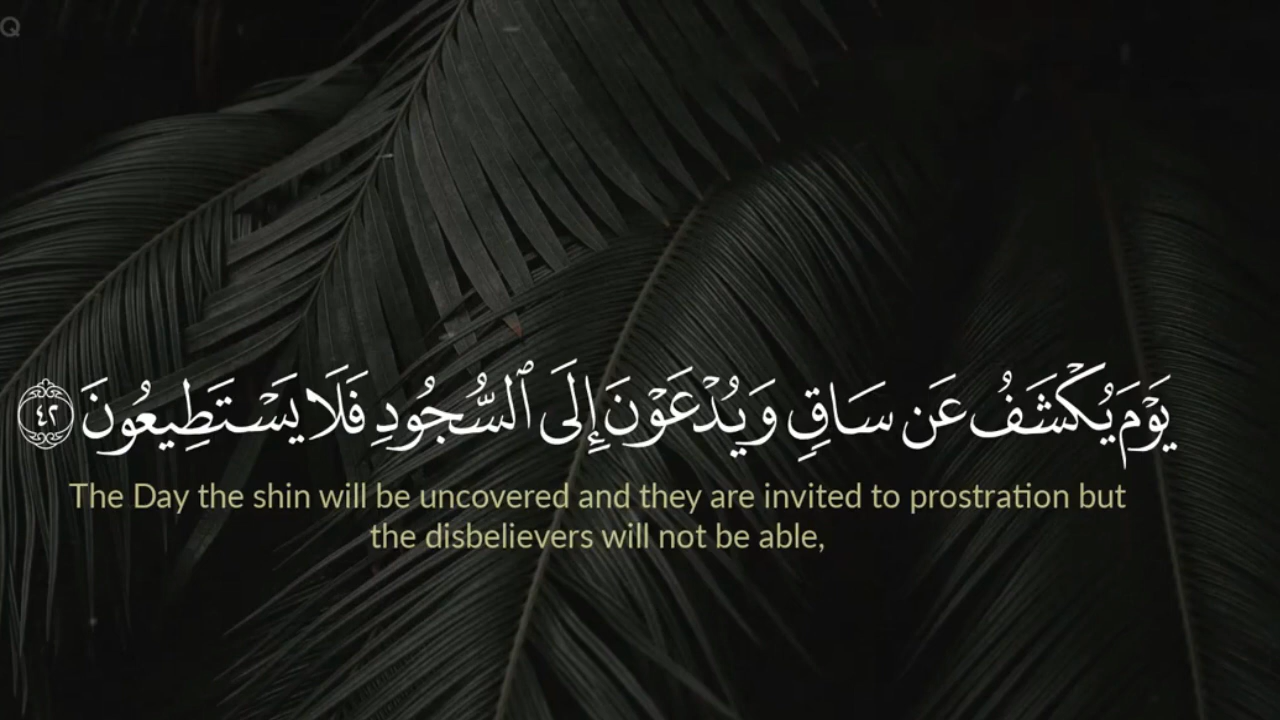 Q
يَوْمَ يُكْشَفُ عَن سَاقٍ وَيُدْعَوْنَ إِلَى ٱلسُّجُودِ فَلَا يَسْتَطِيعُونَ ٤٢
The Day the shin will be uncovered and they are invited to prostration but
the disbelievers will not be able,